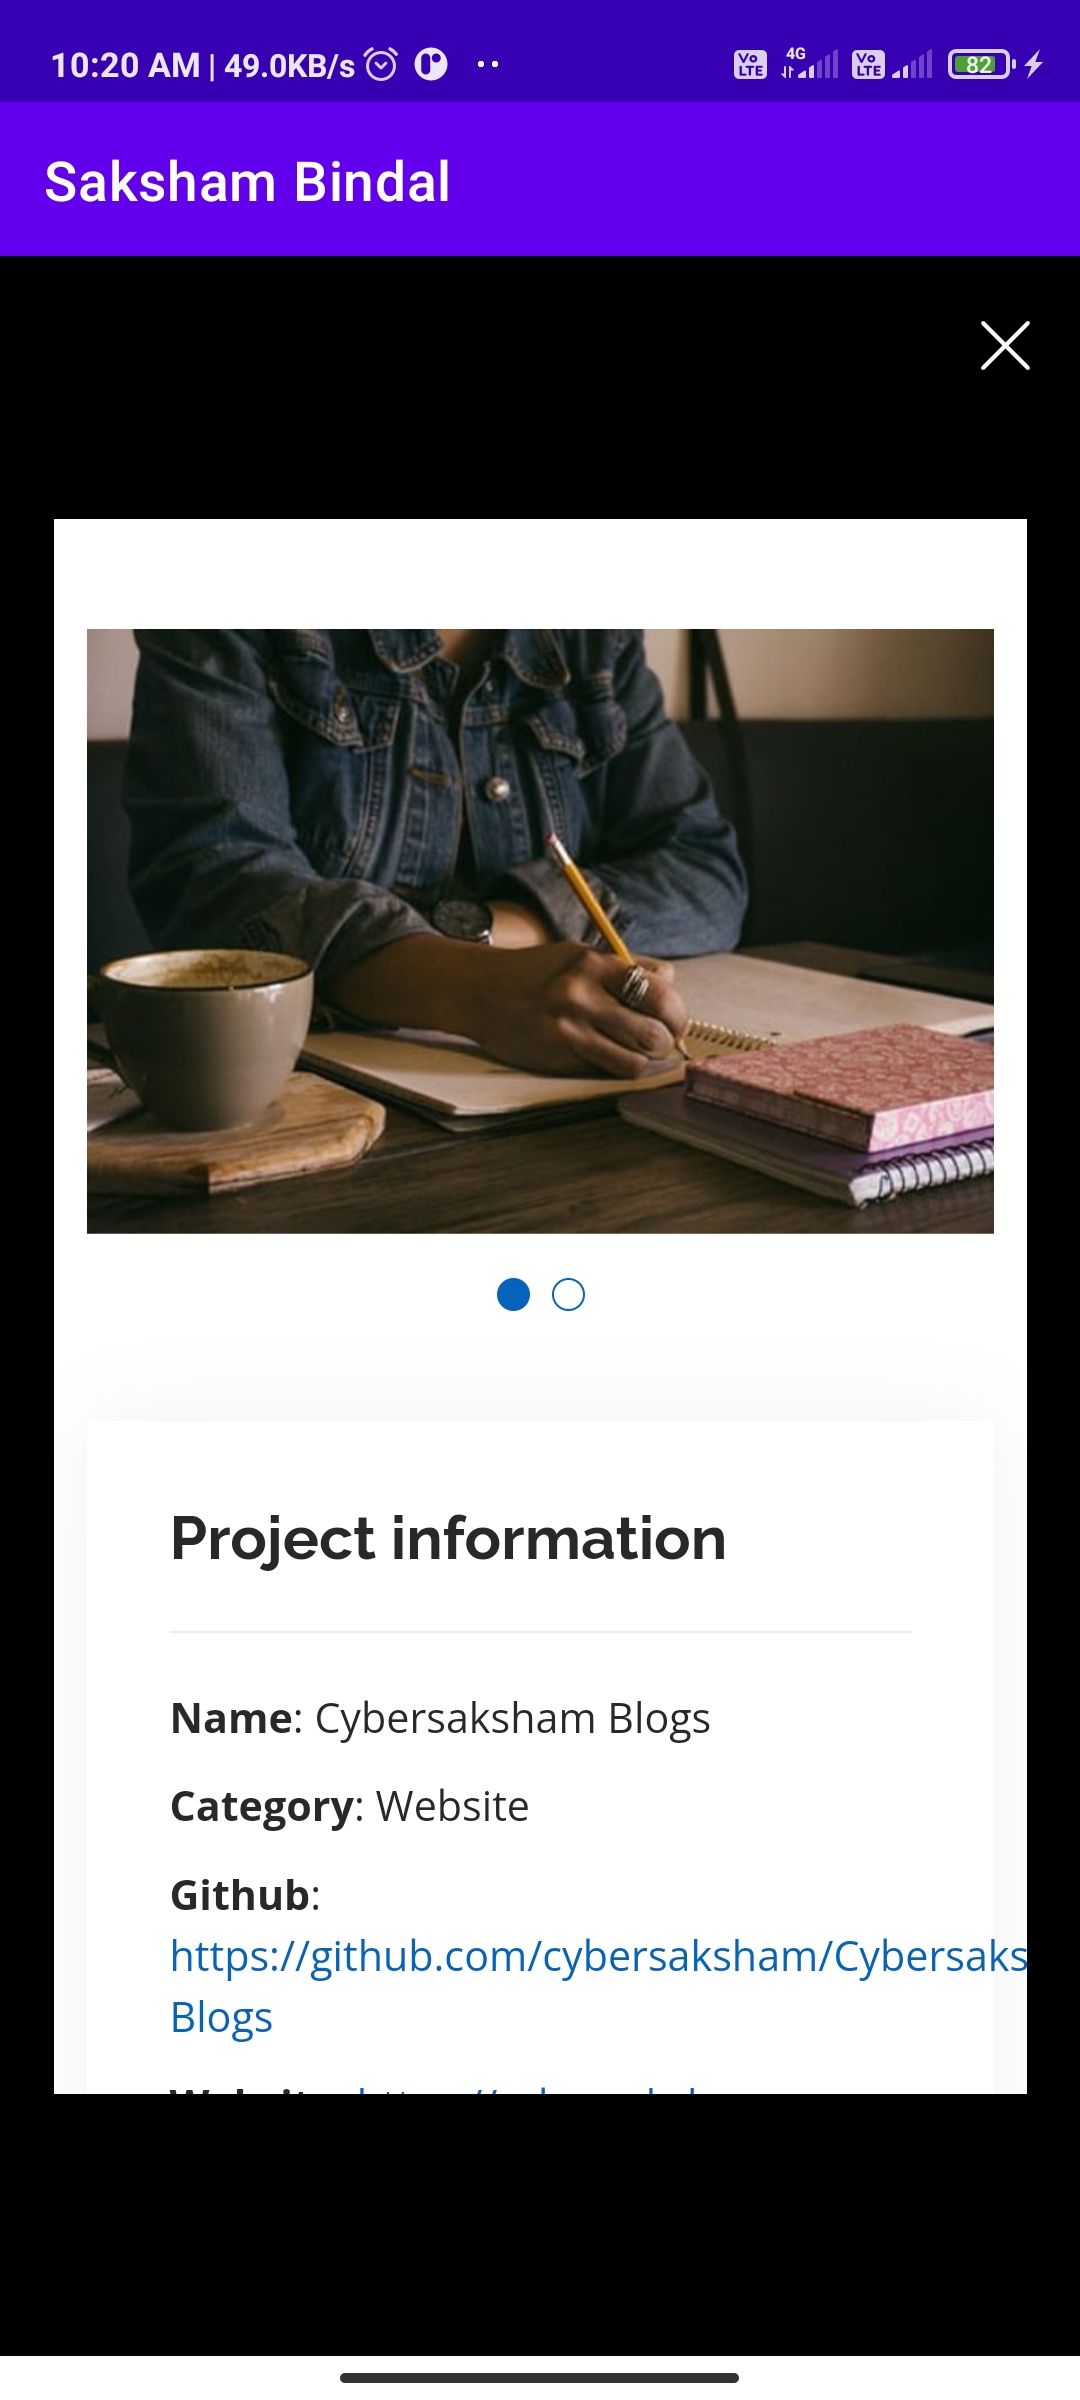 10:20 AM | 49.0KB/s
Vo LTE 4G Vo LTE 82
Saksham Bindal
Project information
Name: Cybersaksham Blogs
Category: Website
Github:
https://github.com/cybersaksham/Cybersaks
Blogs